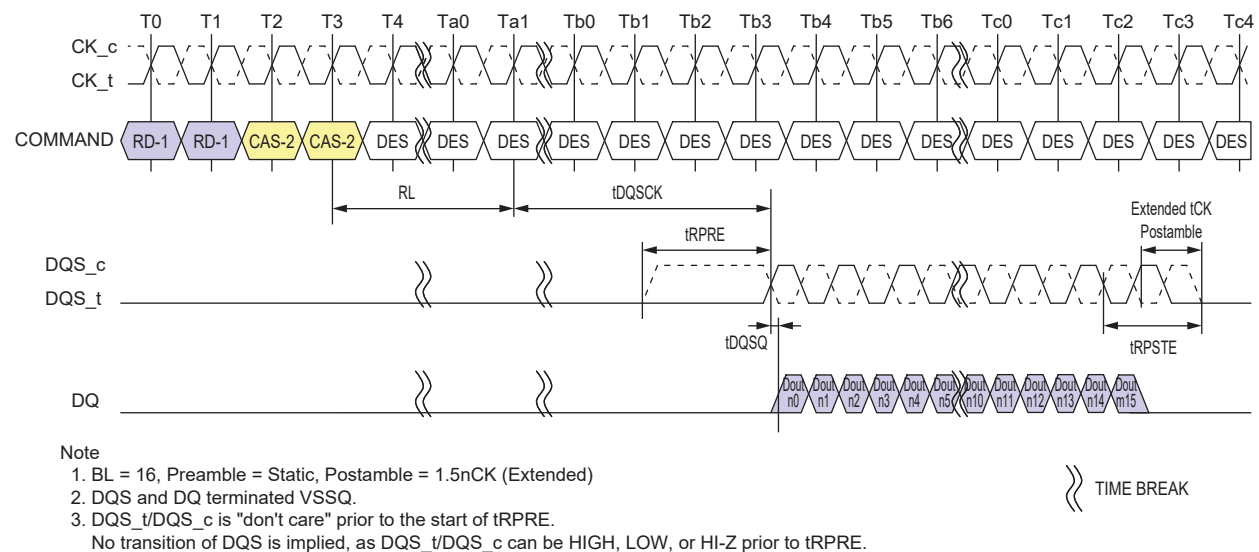 T0 T1 T2 T3 T4 Ta0 Ta1 Tb0 Tb1 Tb2 Tb3 Tb4 Tb5 Tb6 Tc0 Tc1 Tc2 Tc3 Tc4
CK_c
CK_t
COMMAND RD-1 RD-1 CAS-2 CAS-2 DES DES DES DES DES DES DES DES DES DES DES DES DES DES DES
RL tDQSCK
Extended tCK
Postamble
tRPRE
DQS_c
DQS_t
tDQSQ
tRPSTE
DQ
Dout Dout Dout Dout Dout Dout Dout Dout Dout Dout Dout Dout
n0 n1 n2 n3 n4 n5 n10 n11 n12 n13 n14 m15
Note
1. BL = 16, Preamble = Static, Postamble = 1.5nCK (Extended)
2. DQS and DQ terminated VSSQ.
3. DQS_t/DQS_c is "don't care" prior to the start of tRPRE.
No transition of DQS is implied, as DQS_t/DQS_c can be HIGH, LOW, or HI-Z prior to tRPRE.
TIME BREAK